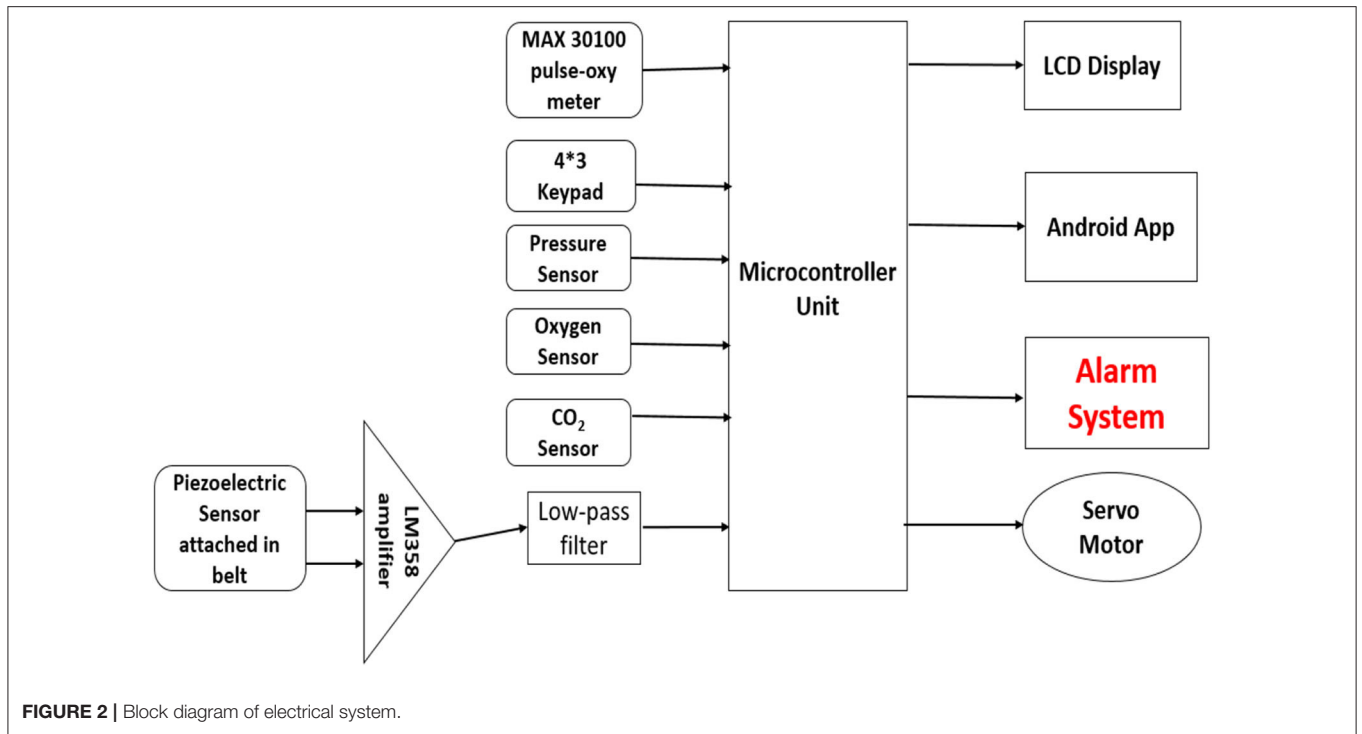 MAX 30100
pulse-oxy
meter
4*3
Keypad
Pressure
Sensor
Oxygen
Sensor
CO₂
Sensor
Piezoelectric
Sensor
attached in
belt
LM358
amplifier
Low-pass
filter
Microcontroller
Unit
LCD Display
Android App
Alarm
System
Servo
Motor
FIGURE 2 | Block diagram of electrical system.